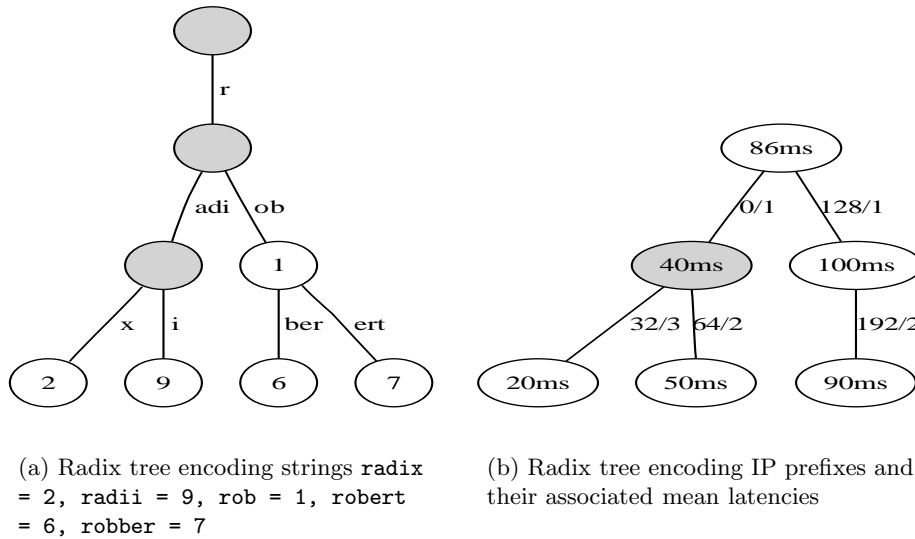 r
86ms
adi
ob
0/1
128/1
1
40ms
100ms
x
i
ber
ert
32/3
64/2
192/2
2
9
6
7
20ms
50ms
90ms
(a) Radix tree encoding strings radix
= 2, radii = 9, rob = 1, robert
= 6, robber = 7
(b) Radix tree encoding IP prefixes and
their associated mean latencies